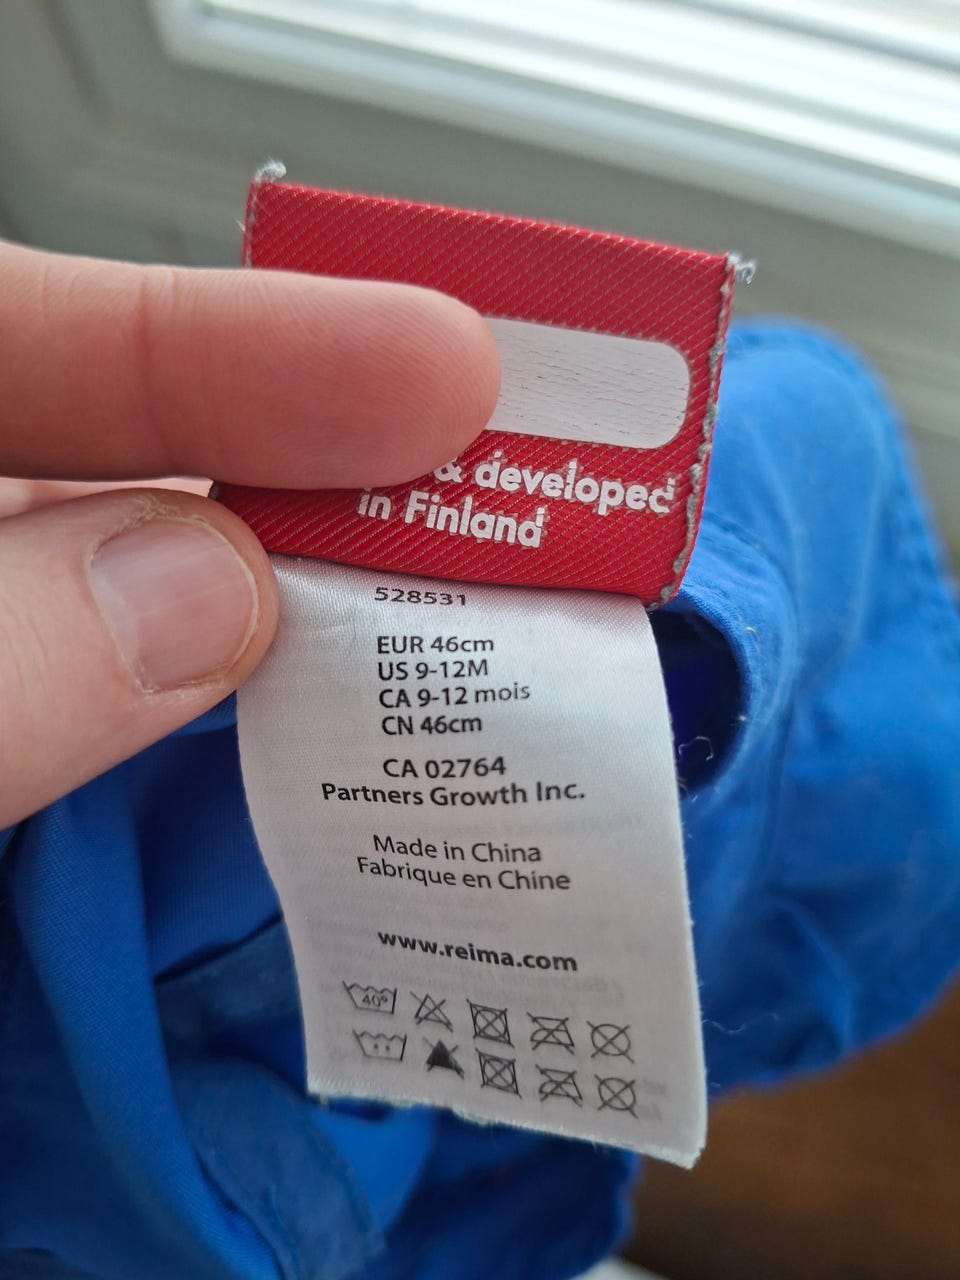 & developed
in Finland
528531
EUR 46cm
US 9-12M
CA 9-12 mois
CN 46cm
CA 02764
Partners Growth Inc.
Made in China
Fabrique en Chine
www.reima.com
40°